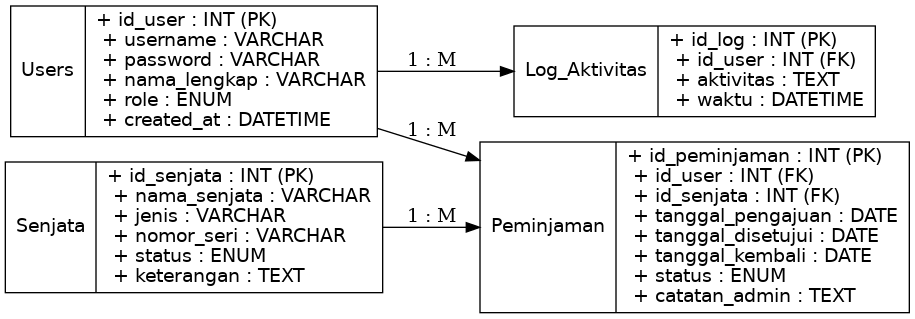 Users
+ id_user : INT (PK)
+ username : VARCHAR
+ password : VARCHAR
+ nama_lengkap : VARCHAR
+ role : ENUM
+ created_at : DATETIME
1 : M
Log_Aktivitas
+ id_log : INT (PK)
+ id_user : INT (FK)
+ aktivitas : TEXT
+ waktu : DATETIME
1 : M
Senjata
+ id_senjata : INT (PK)
+ nama_senjata : VARCHAR
+ jenis : VARCHAR
+ nomor_seri : VARCHAR
+ status : ENUM
+ keterangan : TEXT
1 : M
Peminjaman
+ id_peminjaman : INT (PK)
+ id_user : INT (FK)
+ id_senjata : INT (FK)
+ tanggal_pengajuan : DATE
+ tanggal_disetujui : DATE
+ tanggal_kembali : DATE
+ status : ENUM
+ catatan_admin : TEXT